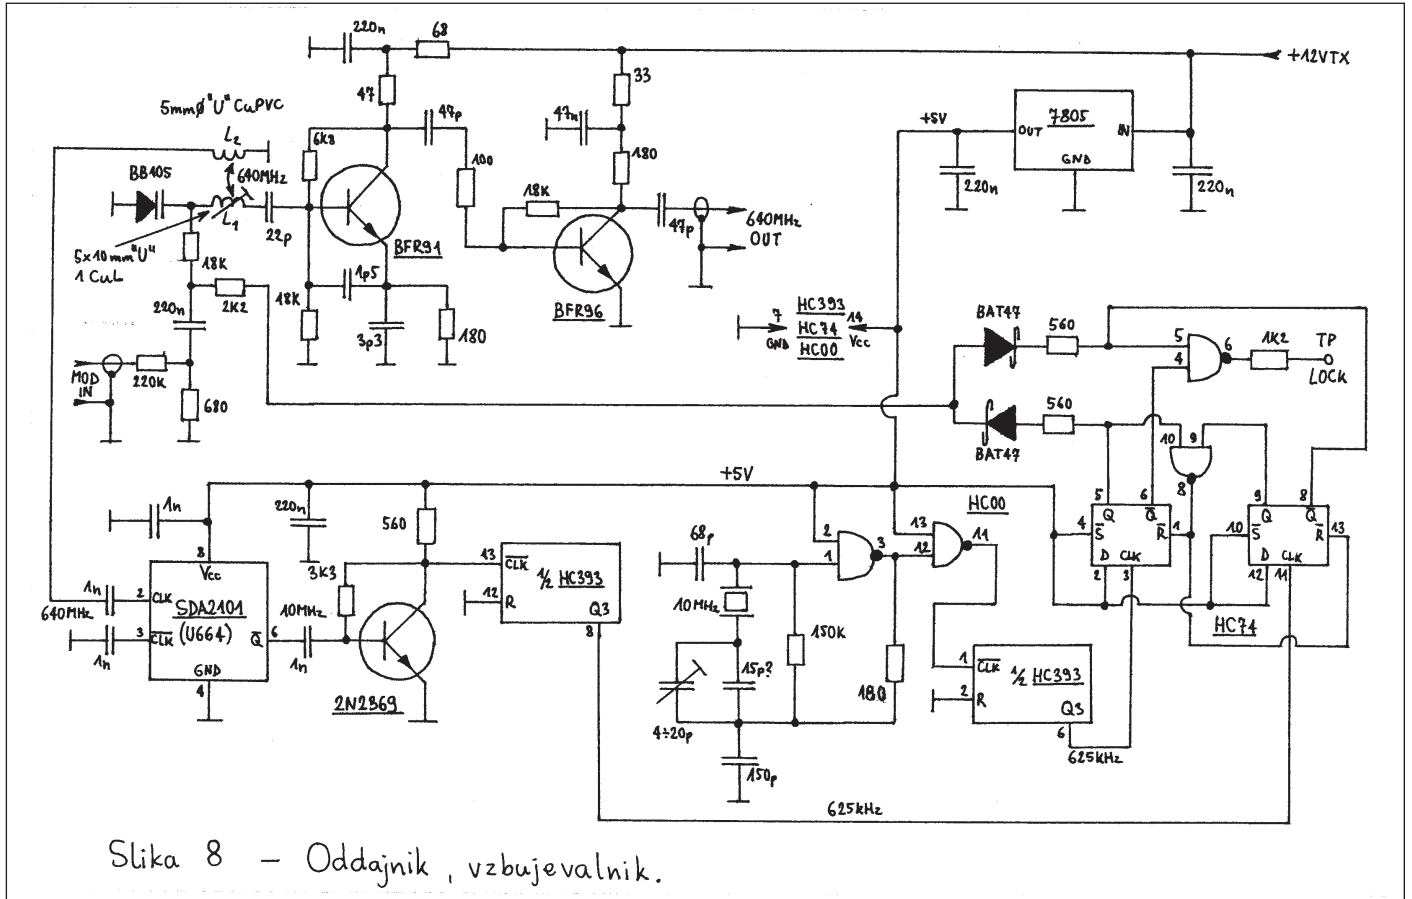 220n
68
+12VTX
47
33
5mmØ"U" CuPVC
47p
47n
7805
OUT
IN
GND
+5V
220n
220n
L2
6K8
100
180
BB105
640MHz
L1
22p
18K
47p
640MHz
OUT
5x10mm"U"
1 CuL
BFR91
18K
2K2
1p5
BFR96
220n
18K
3p3
180
7
GND
HC393
HC74
HC00
14
Vcc
BAT47
560
5
4
6
1K2
TP
LOCK
MOD
IN
220K
680
560
BAT47
10
9
8
+5V
1n
220n
560
HC00
2
1
3
13
12
11
5
Q
6
Q̅
4
S̅
1
R̅
D
CLK
2
3
9
Q
8
Q̅
10
S̅
13
R̅
D
CLK
12
11
HC74
8
Vcc
3K3
13
CLK
1/2 HC393
12
R
Q3
8
68p
10MHz
150K
180
1n
640MHz
2
CLK
SDA2101
(U664)
3
CLK
1n
Q̅
6
GND
4
10MHz
1n
2N2369
15p?
4÷20p
150p
1
CLK
1/2 HC393
2
R
Q3
6
625kHz
625kHz
Slika 8 – Oddajnik, vzbujevalnik.